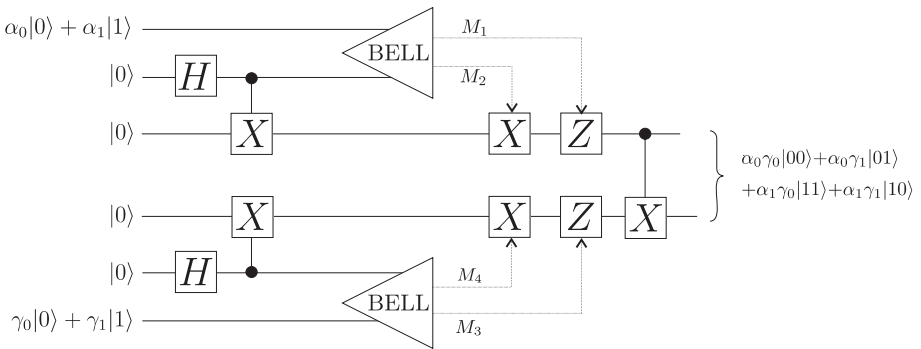 α₀|0⟩ + α₁|1⟩
BELL
M₁
|0⟩ H
M₂
|0⟩ X X Z
α₀γ₀|00⟩+α₀γ₁|01⟩
+α₁γ₀|11⟩+α₁γ₁|10⟩
|0⟩ X X Z X
|0⟩ H
M₄
BELL
γ₀|0⟩ + γ₁|1⟩
M₃